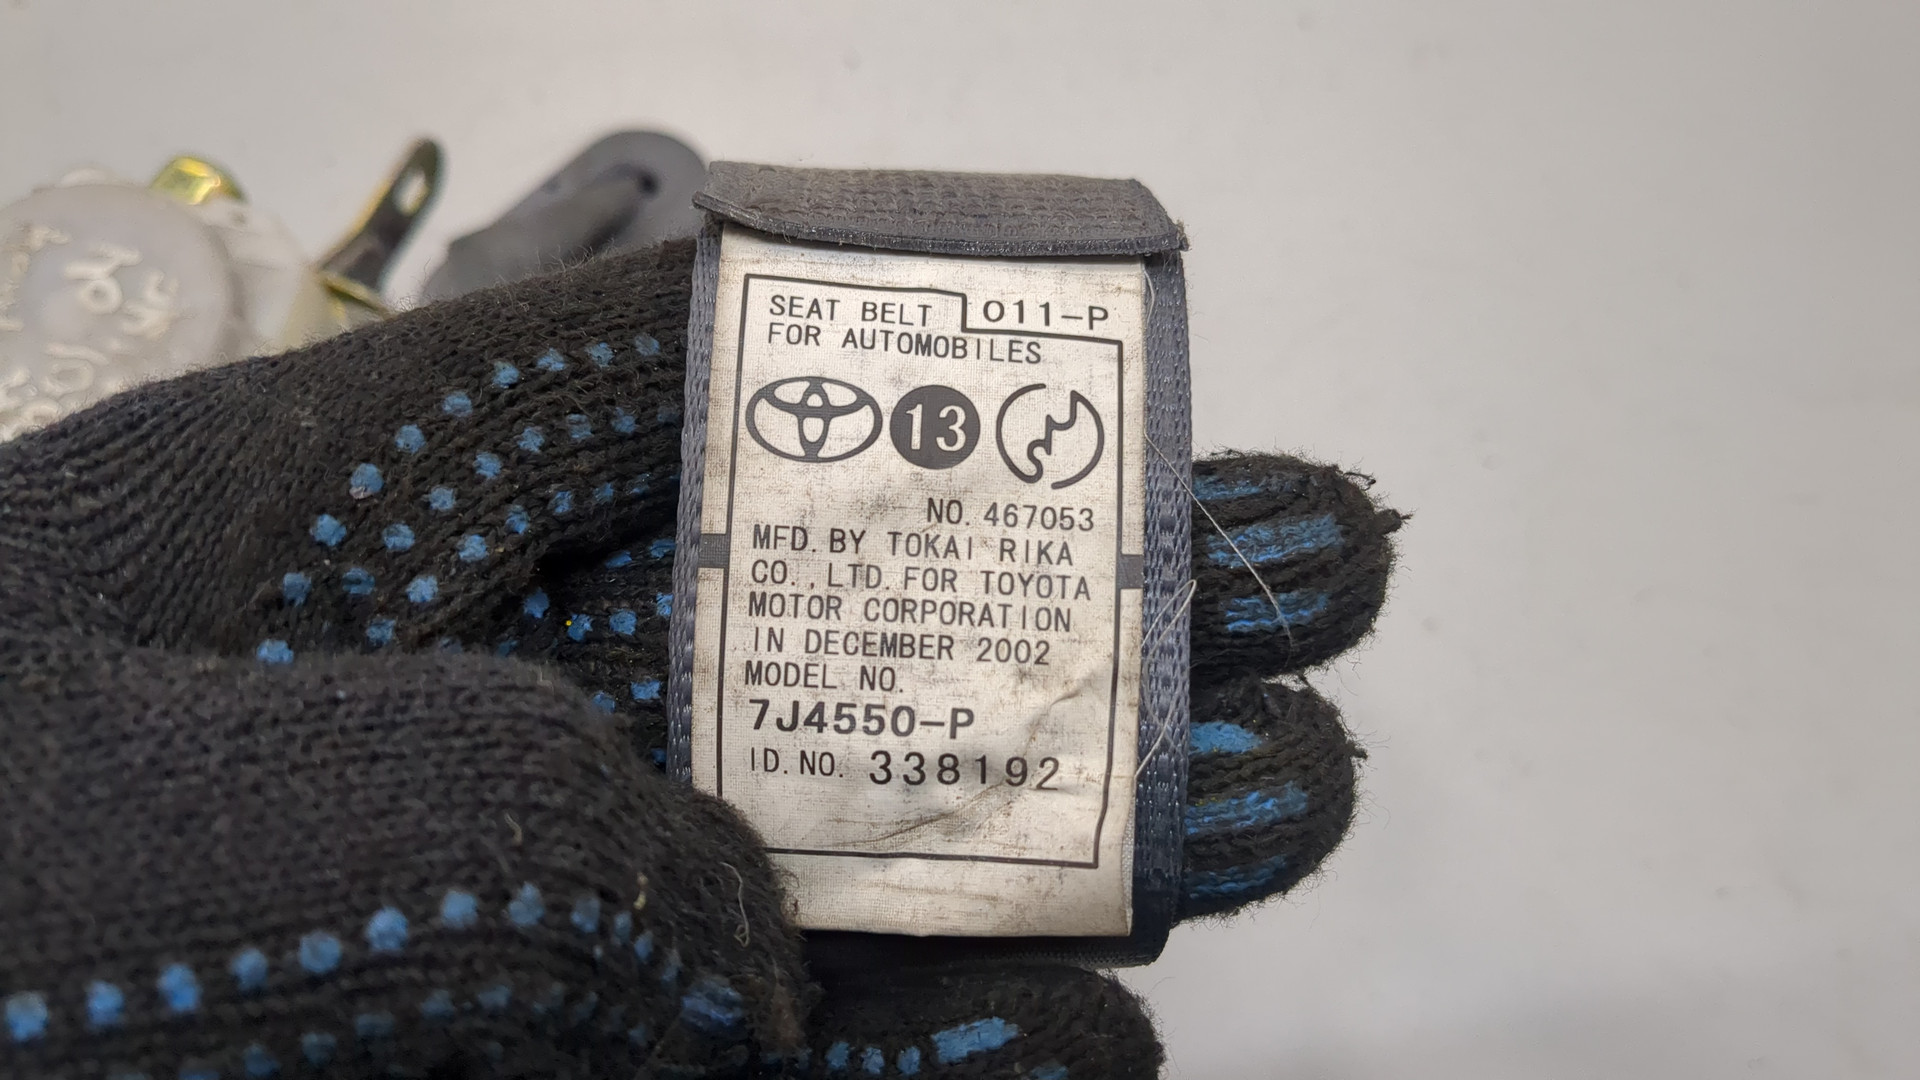 SEAT BELT 011-P
FOR AUTOMOBILES
13
NO. 467053
MFD. BY TOKAI RIKA
CO., LTD. FOR TOYOTA
MOTOR CORPORATION
IN DECEMBER 2002
MODEL NO.
7J4550-P
ID. NO. 338192